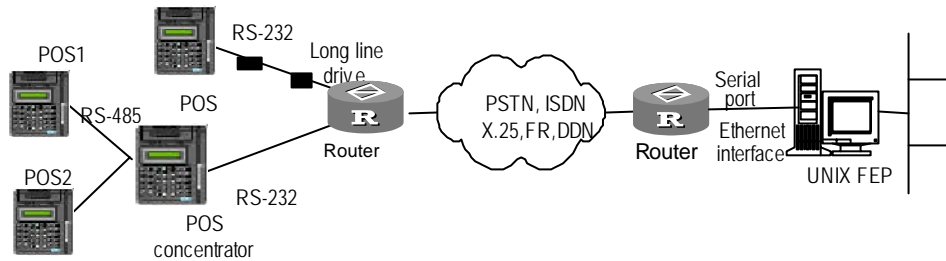 RS-232
Long line
drive
POS1
POS
RS-485
R
Router
PSTN, ISDN
X.25,FR,DDN
R
Router
Serial
port
Ethernet
interface
UNIX FEP
POS2
RS-232
POS
concentrator